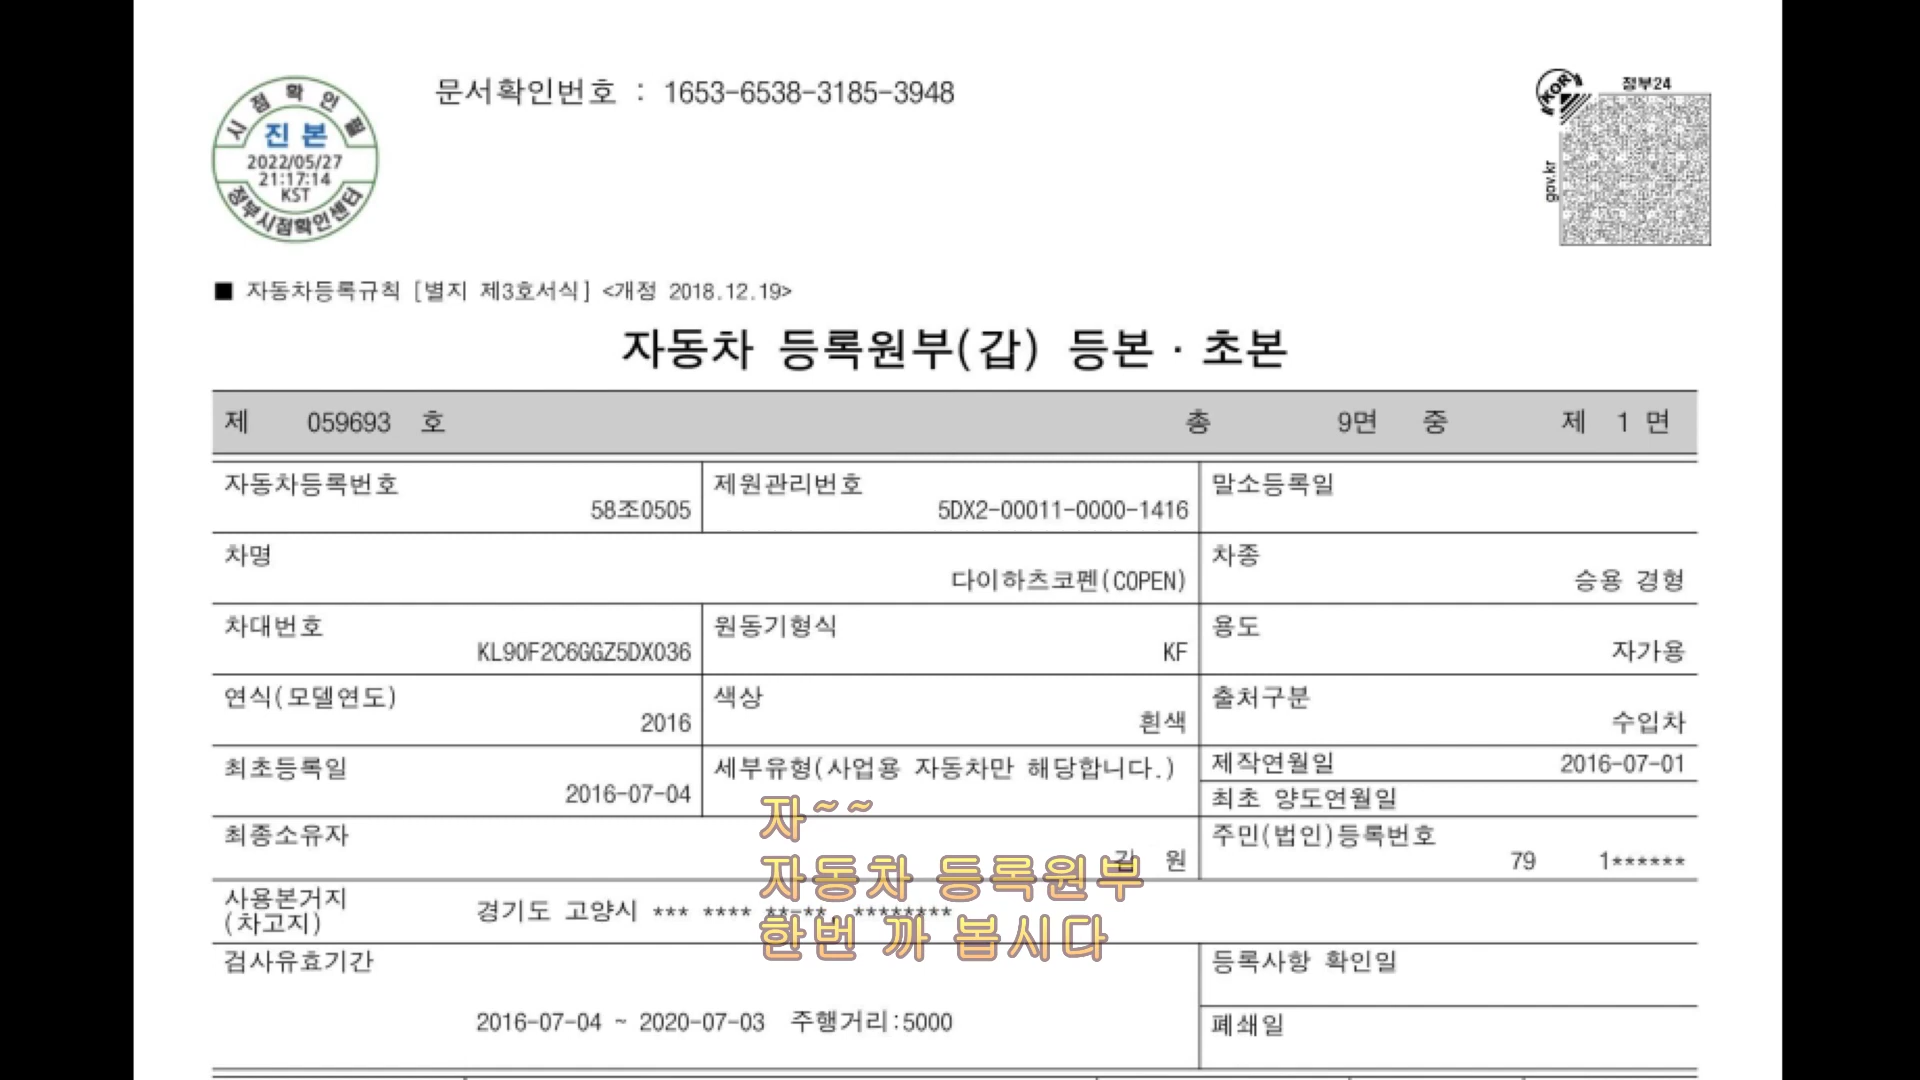 시점확인필
진 본
2022/05/27
21:17:14
KST
정부시점확인센터
문서확인번호 : 1653-6538-3185-3948
KOR
정부24
gov.kr
■ 자동차등록규칙 [별지 제3호서식] <개정 2018.12.19>
자동차 등록원부(갑) 등본 · 초본
제 059693 호 총 9면 중 제 1 면
자동차등록번호 58조0505
제원관리번호 5DX2-00011-0000-1416
말소등록일
차명 다이하츠코펜(COPEN)
차종 승용 경형
차대번호 KL90F2C6GGZ5DX036
원동기형식 KF
용도 자가용
연식(모델연도) 2016
색상 흰색
출처구분 수입차
최초등록일 2016-07-04
세부유형(사업용 자동차만 해당합니다.)
제작연월일 2016-07-01
최초 양도연월일
최종소유자 김 원
주민(법인)등록번호 79 1******
사용본거지
(차고지)
경기도 고양시 *** **** **-**, ********
검사유효기간
2016-07-04 ~ 2020-07-03 주행거리:5000
등록사항 확인일
폐쇄일
자~~
자동차 등록원부
한번 까 봅시다